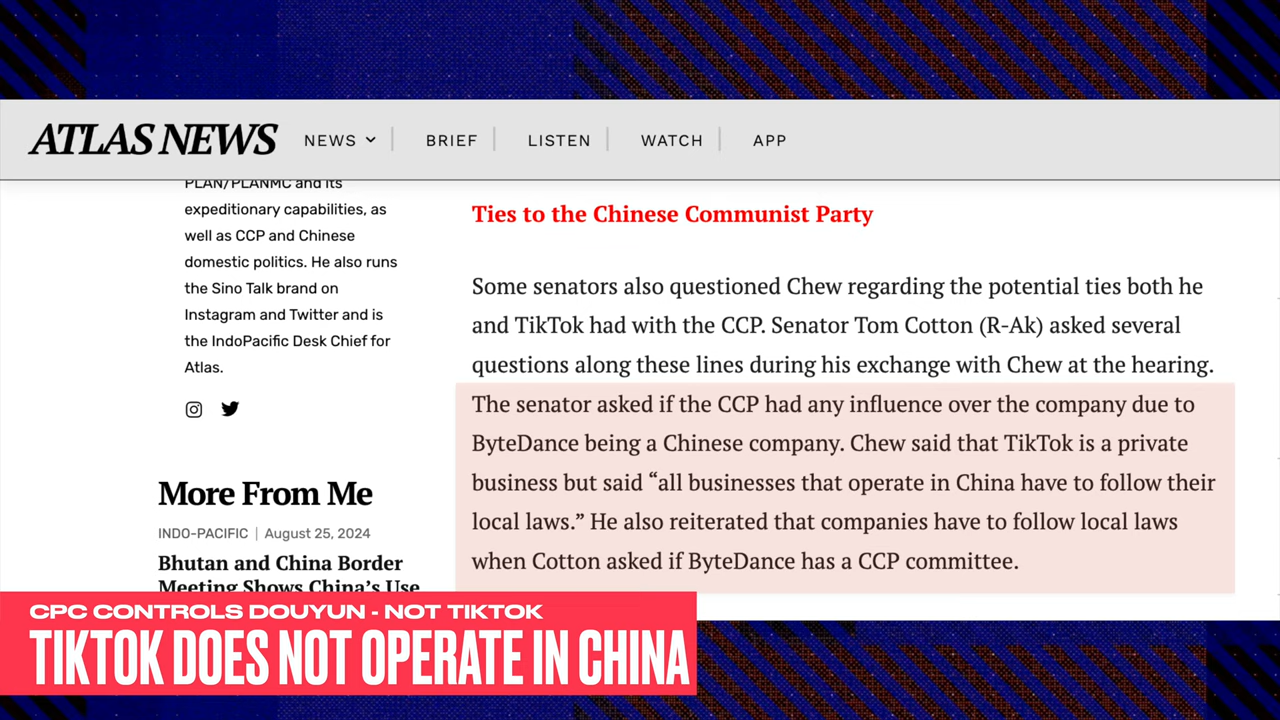 ATLAS NEWS
NEWS
BRIEF
LISTEN
WATCH
APP
PLAN/PLANMC and its
expeditionary capabilities, as
well as CCP and Chinese
domestic politics. He also runs
the Sino Talk brand on
Instagram and Twitter and is
the IndoPacific Desk Chief for
Atlas.
More From Me
INDO-PACIFIC | August 25, 2024
Bhutan and China Border
Meeting Shows China's Use
Ties to the Chinese Communist Party
Some senators also questioned Chew regarding the potential ties both he
and TikTok had with the CCP. Senator Tom Cotton (R-Ak) asked several
questions along these lines during his exchange with Chew at the hearing.
The senator asked if the CCP had any influence over the company due to
ByteDance being a Chinese company. Chew said that TikTok is a private
business but said “all businesses that operate in China have to follow their
local laws.” He also reiterated that companies have to follow local laws
when Cotton asked if ByteDance has a CCP committee.
CPC CONTROLS DOUYUN - NOT TIKTOK
TIKTOK DOES NOT OPERATE IN CHINA